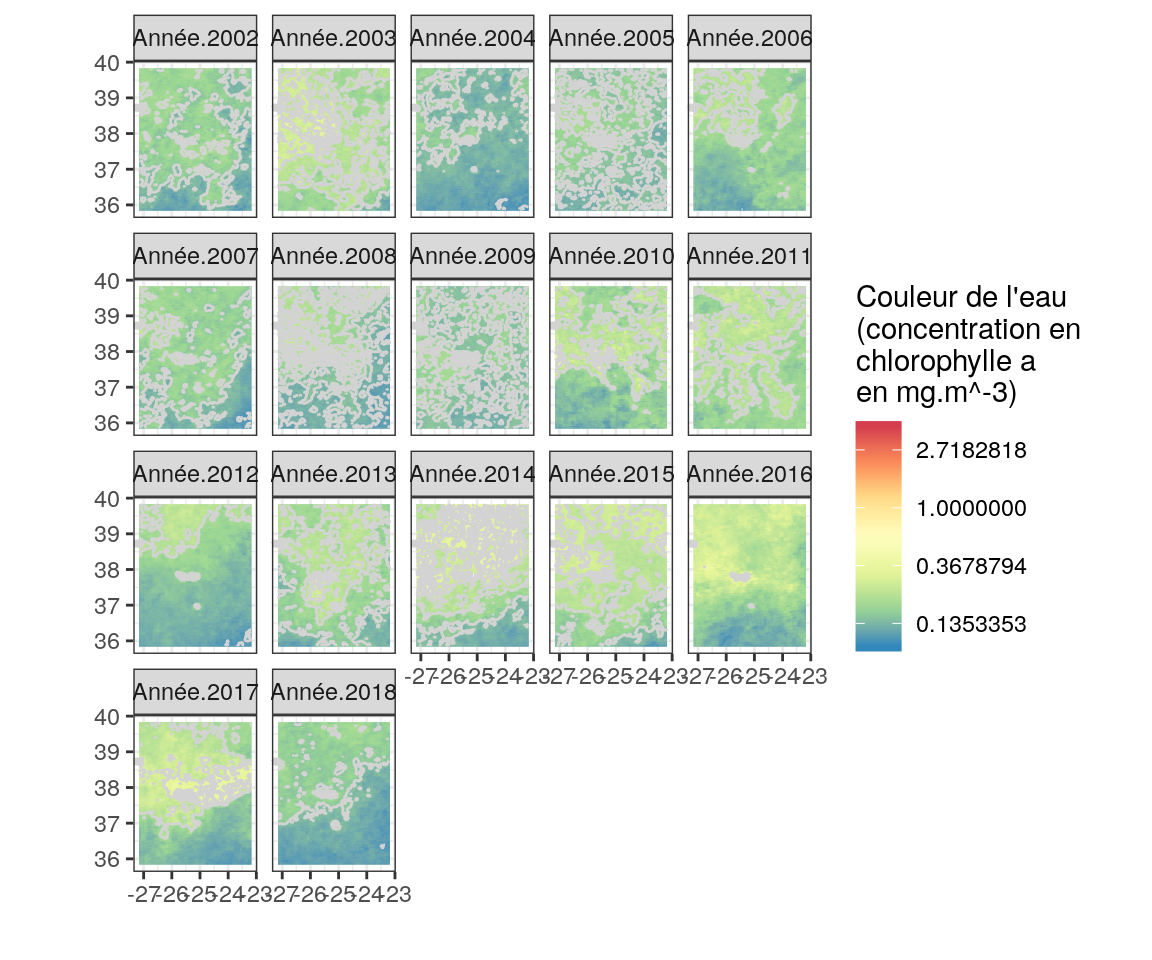 Année.2002 Année.2003 Année.2004 Année.2005 Année.2006
40
39
38
37
36
Année.2007 Année.2008 Année.2009 Année.2010 Année.2011
40
39
38
37
36
Année.2012 Année.2013 Année.2014 Année.2015 Année.2016
40
39
38
37
36
-27 -26 -25 -24 -23 -27 -26 -25 -24 -23 -27 -26 -25 -24 -23
Année.2017 Année.2018
40
39
38
37
36
-27 -26 -25 -24 -23 -27 -26 -25 -24 -23
Couleur de l'eau
(concentration en
chlorophylle a
en mg.m^-3)
2.7182818
1.0000000
0.3678794
0.1353353